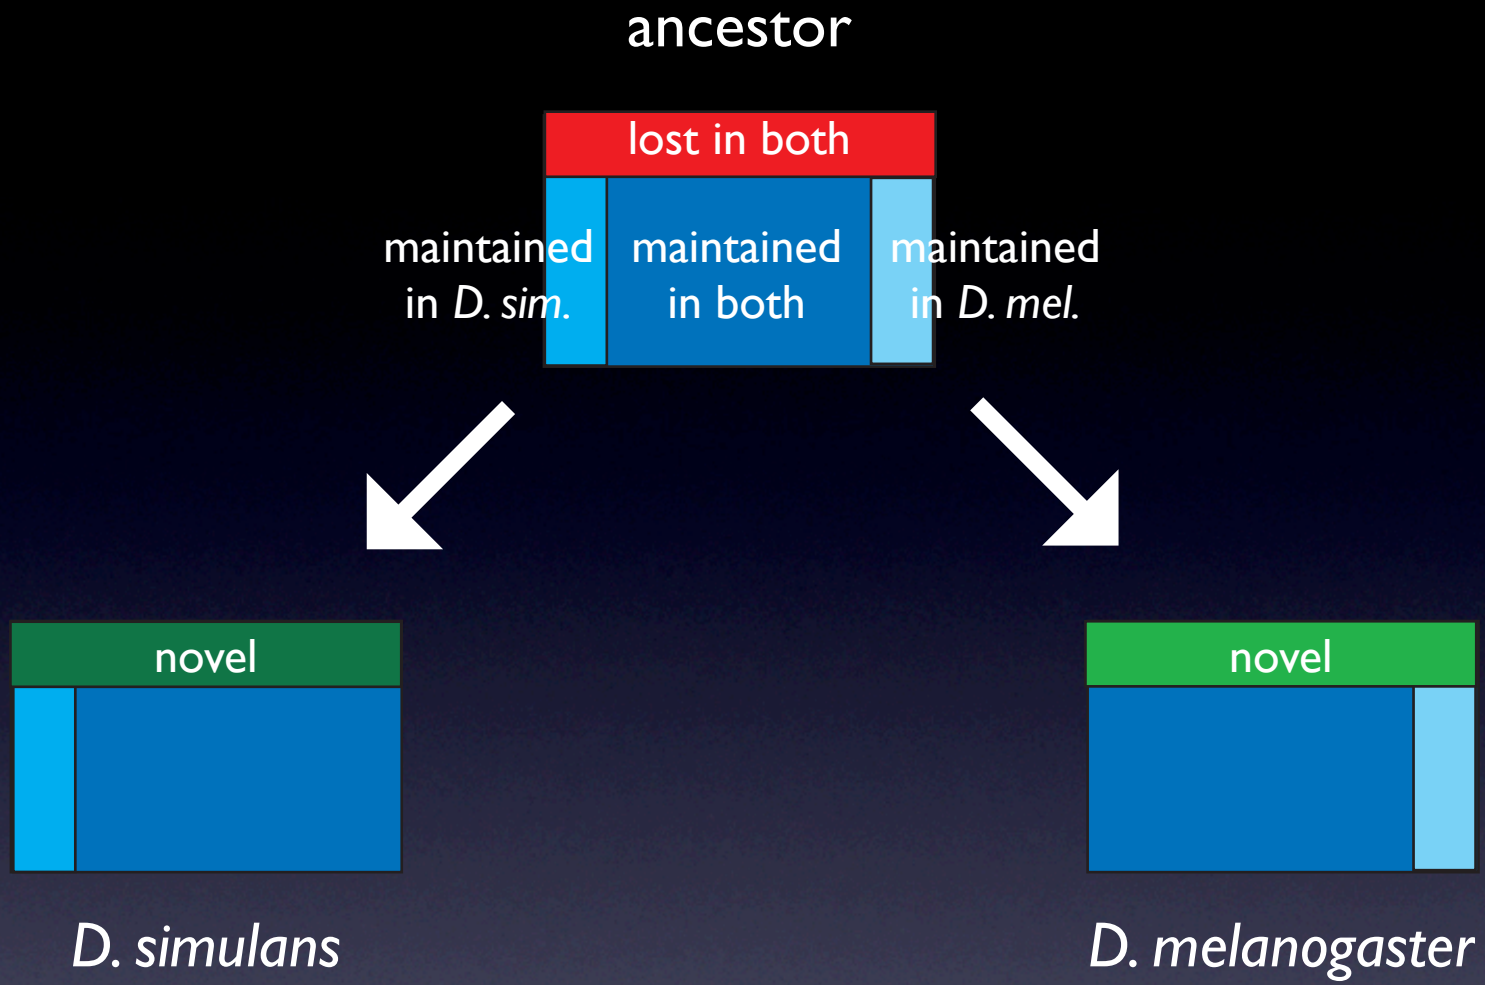 ancestor
lost in both
maintained
in D. sim.
maintained
in both
maintained
in D. mel.
novel
novel
D. simulans
D. melanogaster